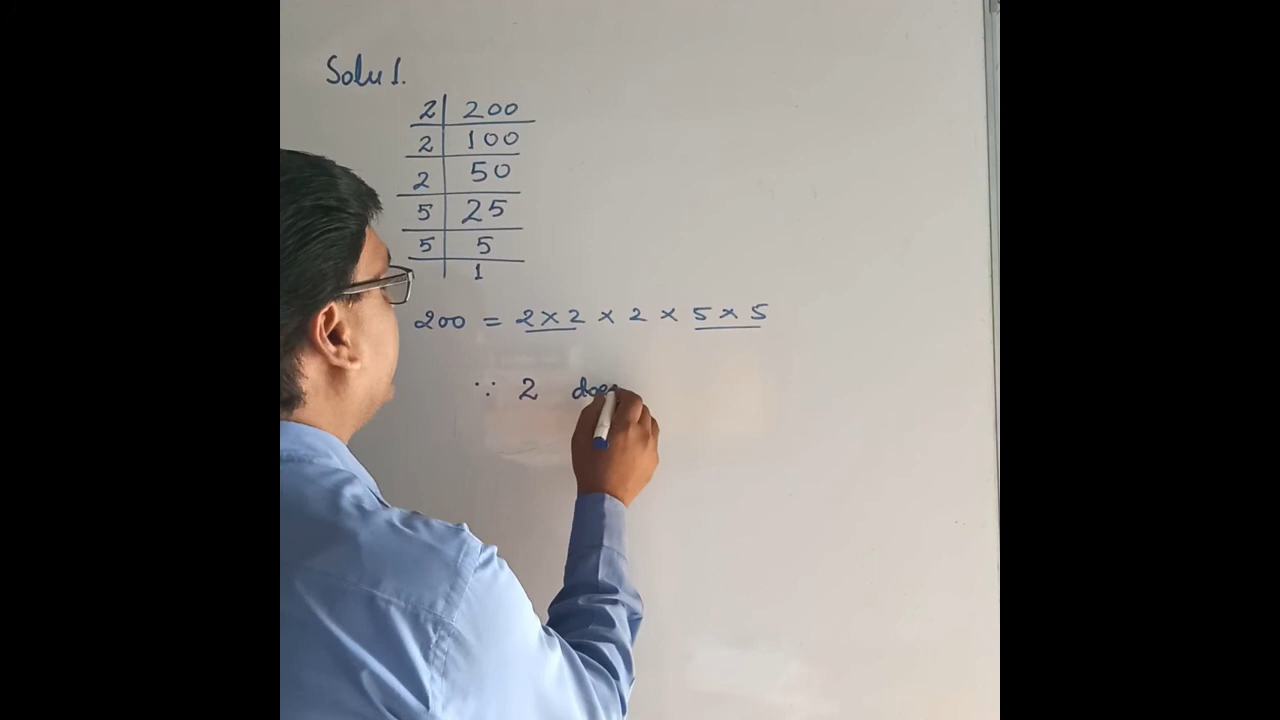 Solu 1.
2 | 200
2 | 100
2 | 50
5 | 25
5 | 5
1
200 = 2 × 2 × 2 × 5 × 5
∵ 2 does